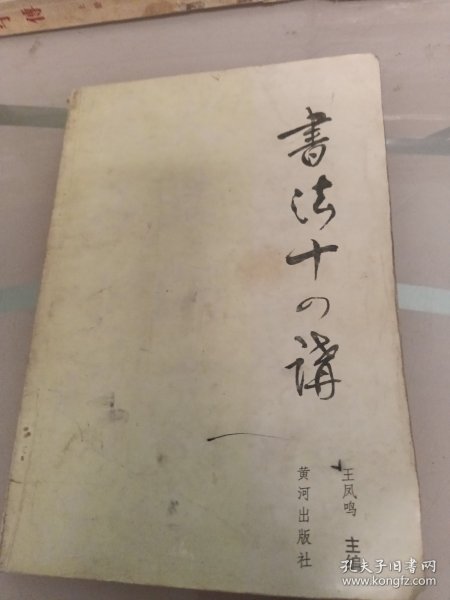 書法十四講
王凤鸣 主编
黄河出版社
孔夫子旧书网
www.kongfz.com